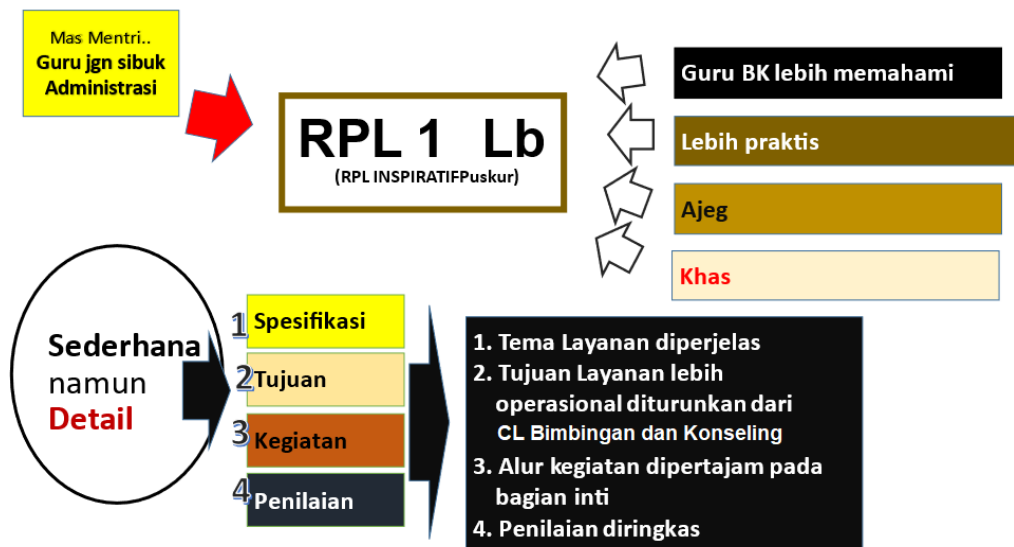 Mas Mentri..
Guru jgn sibuk
Administrasi
RPL 1 Lb
(RPL INSPIRATIFPuskur)
Guru BK lebih memahami
Lebih praktis
Ajeg
Khas
Sederhana
namun
Detail
1 Spesifikasi
2 Tujuan
3 Kegiatan
4 Penilaian
1. Tema Layanan diperjelas
2. Tujuan Layanan lebih
operasional diturunkan dari
CL Bimbingan dan Konseling
3. Alur kegiatan dipertajam pada
bagian inti
4. Penilaian diringkas